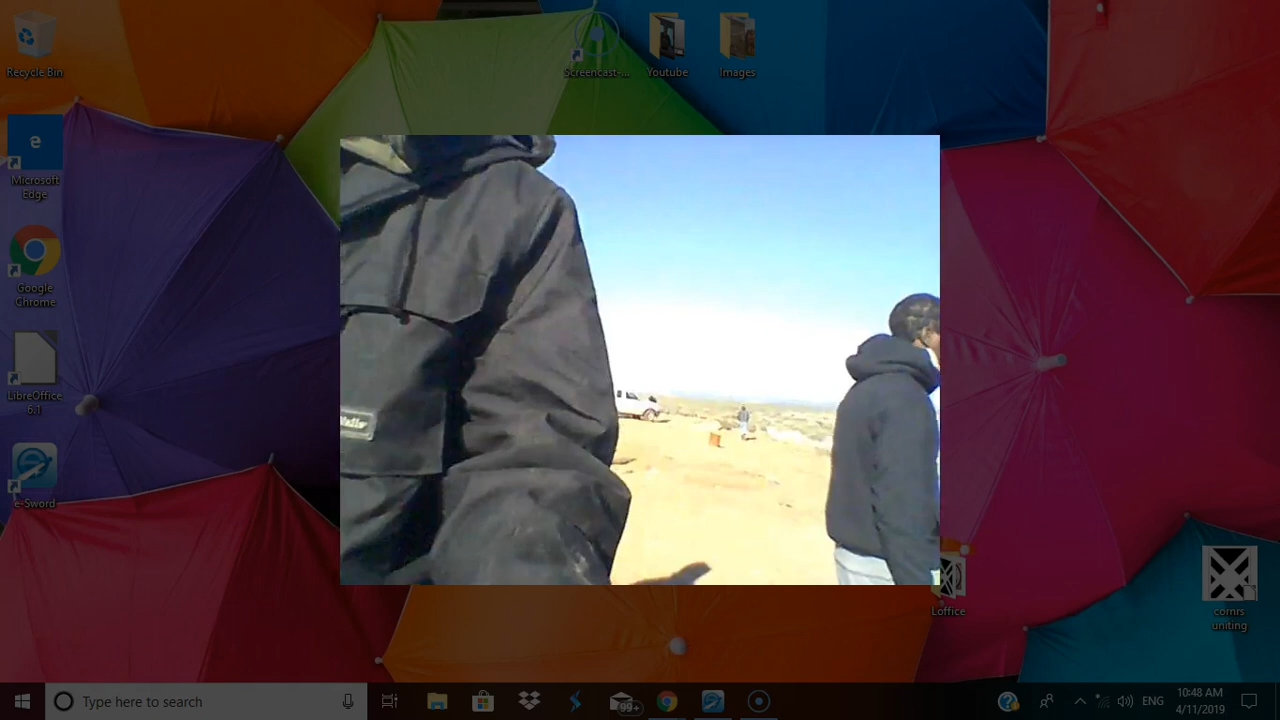 Screencast-...
Youtube
Images
Recycle Bin
Microsoft
Edge
Google
Chrome
LibreOffice
6.1
e-Sword
Loffice
cornrs
uniting
Type here to search
99+
ENG
10:48 AM
4/11/2019